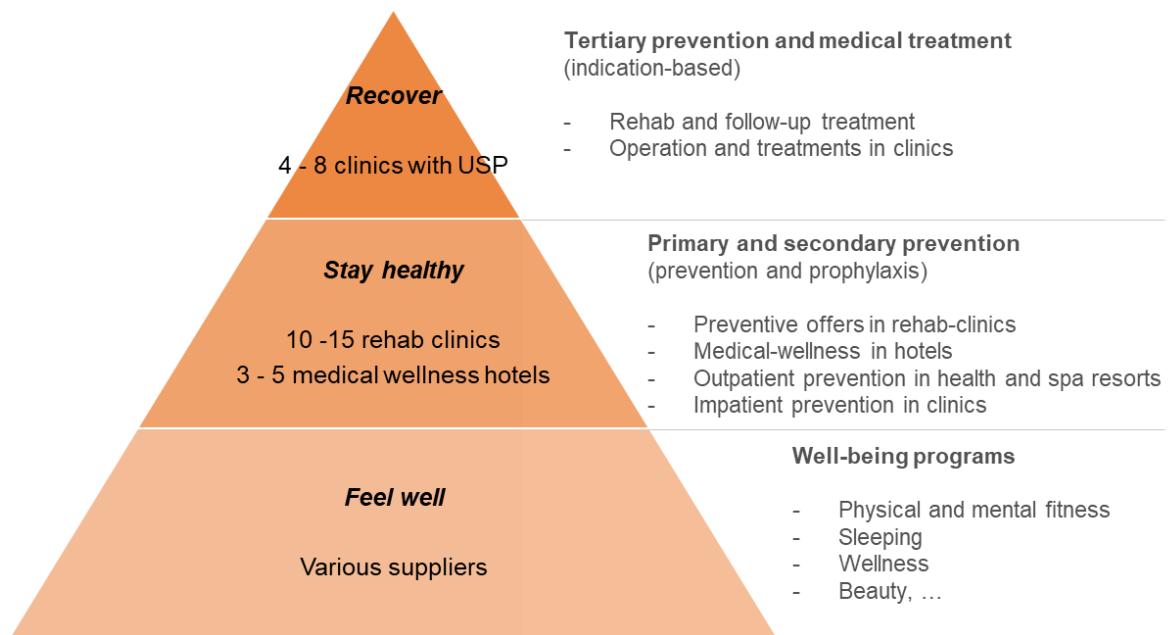 Recover
4 - 8 clinics with USP
Tertiary prevention and medical treatment
(indication-based)
- Rehab and follow-up treatment
- Operation and treatments in clinics
Stay healthy
10 -15 rehab clinics
3 - 5 medical wellness hotels
Primary and secondary prevention
(prevention and prophylaxis)
- Preventive offers in rehab-clinics
- Medical-wellness in hotels
- Outpatient prevention in health and spa resorts
- Impatient prevention in clinics
Feel well
Various suppliers
Well-being programs
- Physical and mental fitness
- Sleeping
- Wellness
- Beauty, …